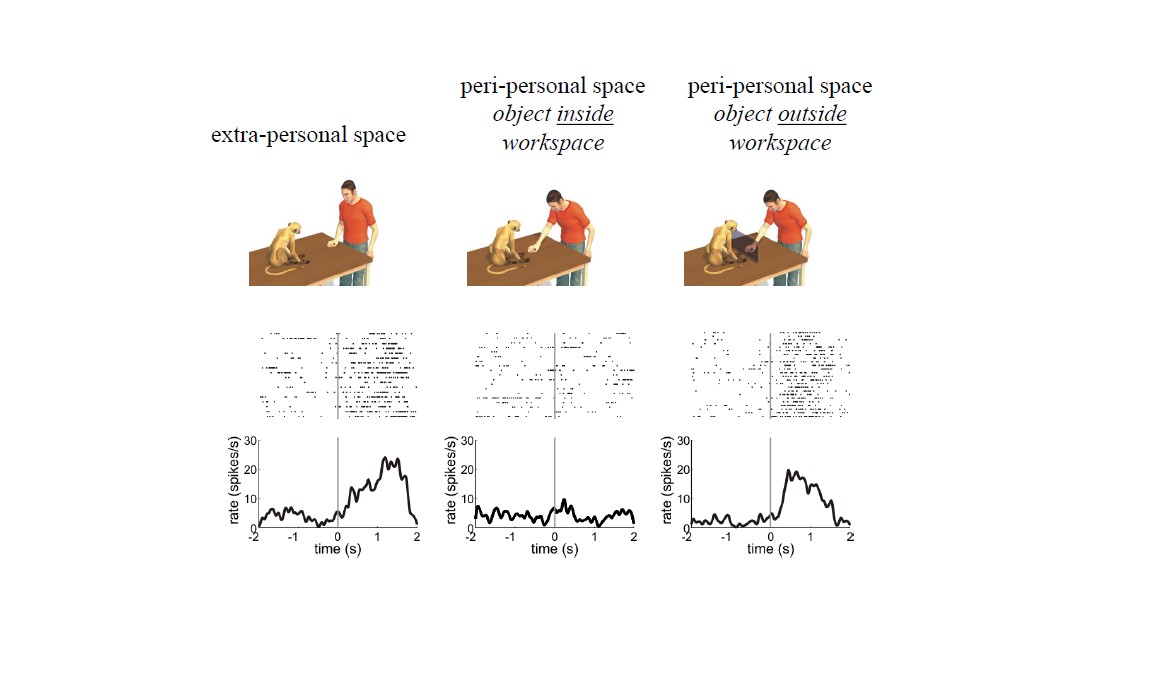 extra-personal space
peri-personal space
object inside
workspace
peri-personal space
object outside
workspace
rate (spikes/s)
30
20
10
0
-2 -1 0 1 2
time (s)
rate (spikes/s)
30
20
10
0
-2 -1 0 1 2
time (s)
rate (spikes/s)
30
20
10
0
-2 -1 0 1 2
time (s)